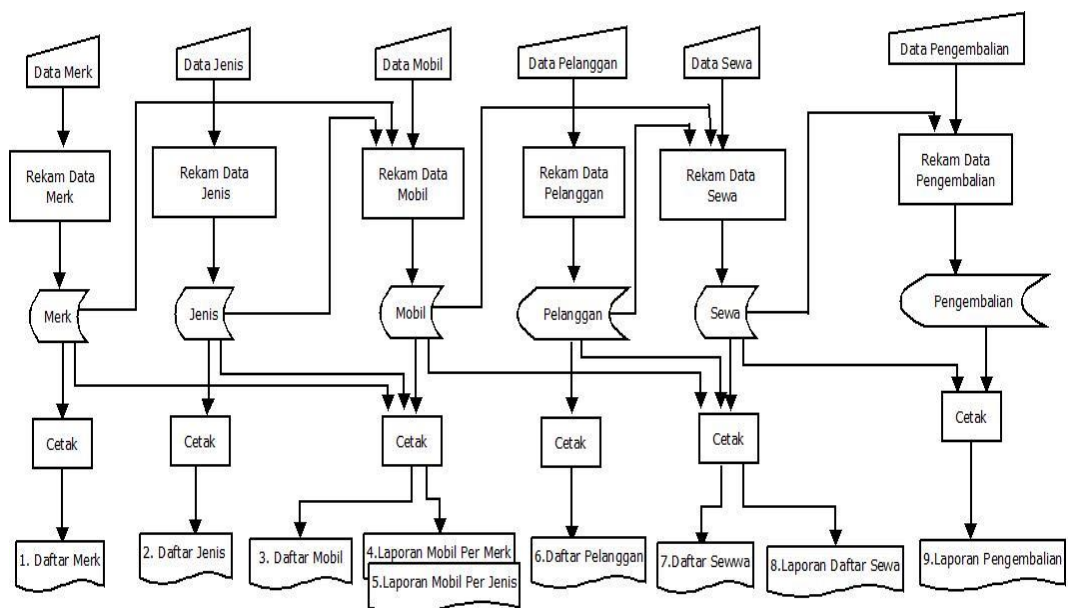 Data Merk
Data Jenis
Data Mobil
Data Pelanggan
Data Sewa
Data Pengembalian
Rekam Data
Merk
Rekam Data
Jenis
Rekam Data
Mobil
Rekam Data
Pelanggan
Rekam Data
Sewa
Rekam Data
Pengembalian
Merk
Jenis
Mobil
Pelanggan
Sewa
Pengembalian
Cetak
Cetak
Cetak
Cetak
Cetak
Cetak
1. Daftar Merk
2. Daftar Jenis
3. Daftar Mobil
4.Laporan Mobil Per Merk
5.Laporan Mobil Per Jenis
6.Daftar Pelanggan
7.Daftar Sewwa
8.Laporan Daftar Sewa
9.Laporan Pengembalian